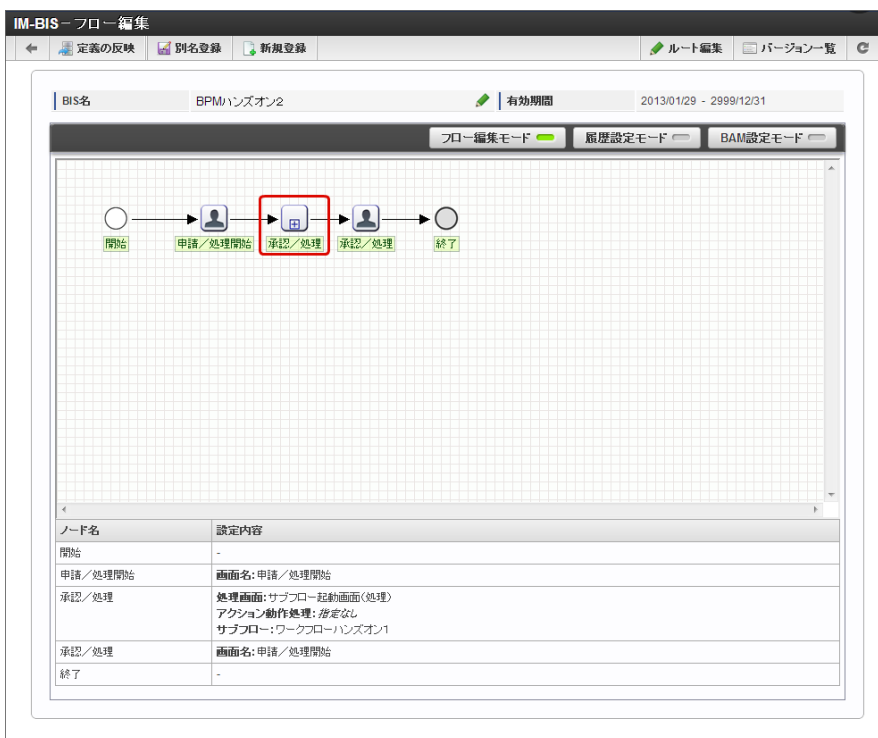 IM-BIS－フロー編集
定義の反映 別名登録 新規登録 ルート編集 バージョン一覧
BIS名 BPMハンズオン2 有効期間 2013/01/29 - 2999/12/31
フロー編集モード 履歴設定モード BAM設定モード
開始 申請／処理開始 承認／処理 承認／処理 終了
ノード名 設定内容
開始 -
申請／処理開始 画面名：申請／処理開始
承認／処理 処理画面：サブフロー起動画面（処理）
アクション動作処理：指定なし
サブフロー：ワークフローハンズオン1
承認／処理 画面名：申請／処理開始
終了 -